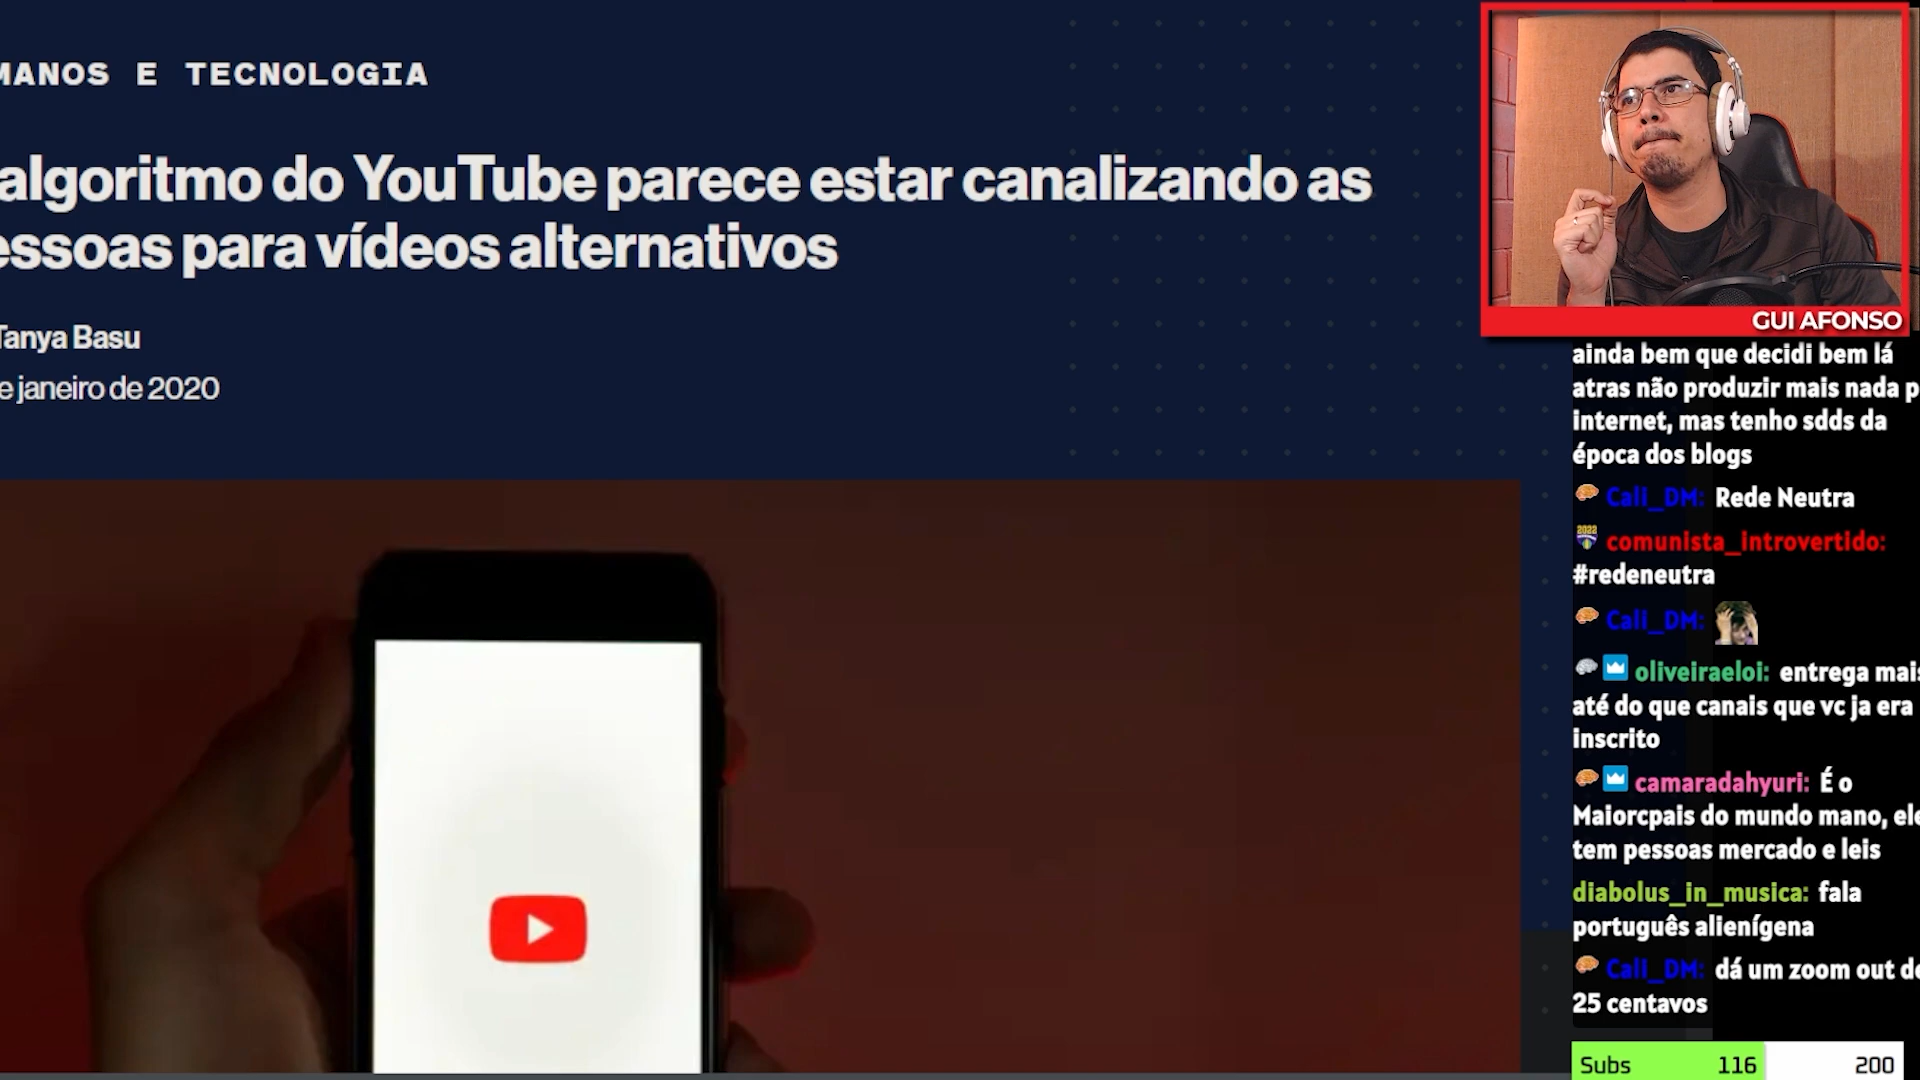 MANOS E TECNOLOGIA
algoritmo do YouTube parece estar canalizando as
essoas para vídeos alternativos
Tanya Basu
e janeiro de 2020
GUI AFONSO
ainda bem que decidi bem lá
atras não produzir mais nada p
internet, mas tenho sdds da
época dos blogs
Cali_DM: Rede Neutra
2022
comunista_introvertido:
#redeneutra
Cali_DM:
oliveiraeloi: entrega mais
até do que canais que vc ja era
inscrito
camaradahyuri: É o
Maiorcpais do mundo mano, ele
tem pessoas mercado e leis
diabolus_in_musica: fala
português alienígena
Cali_DM: dá um zoom out de
25 centavos
Subs 116 200